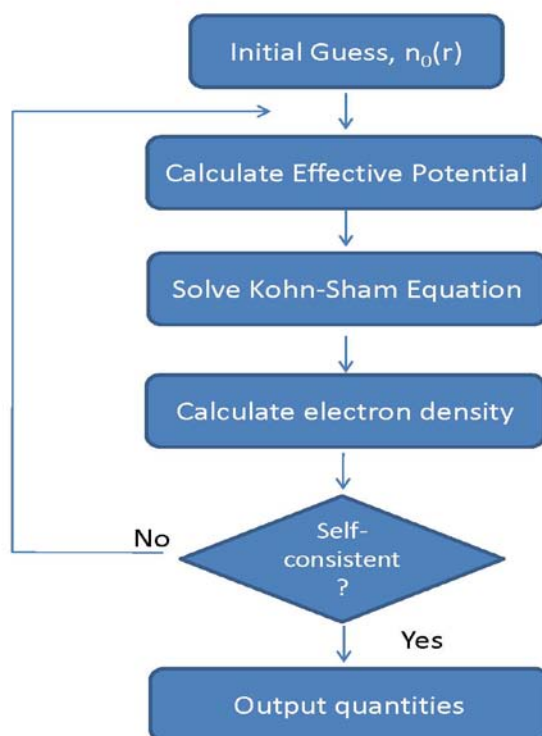 Initial Guess, n₀(r)
Calculate Effective Potential
Solve Kohn-Sham Equation
Calculate electron density
Self-
consistent
?
No
Yes
Output quantities